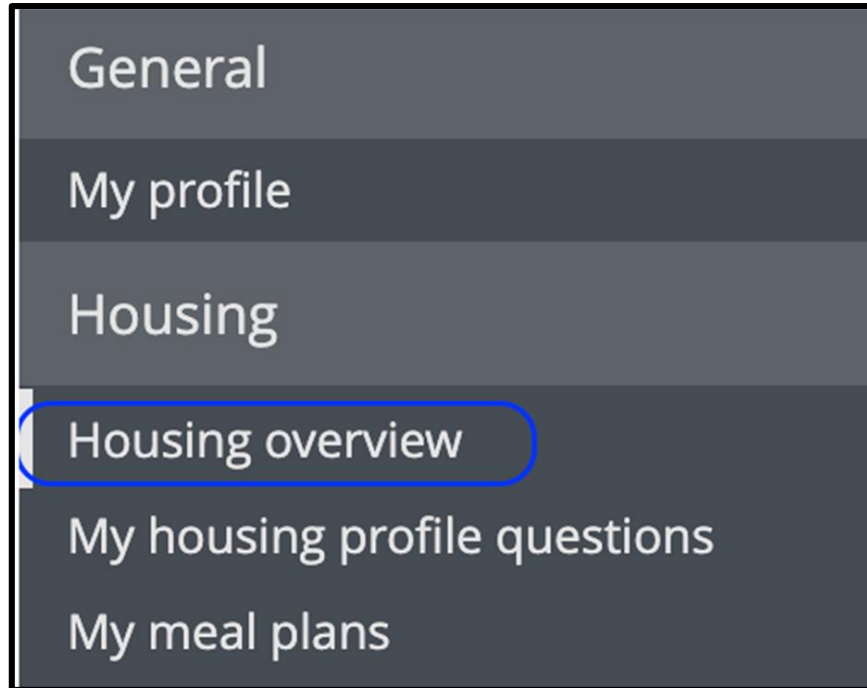 General
My profile
Housing
Housing overview
My housing profile questions
My meal plans